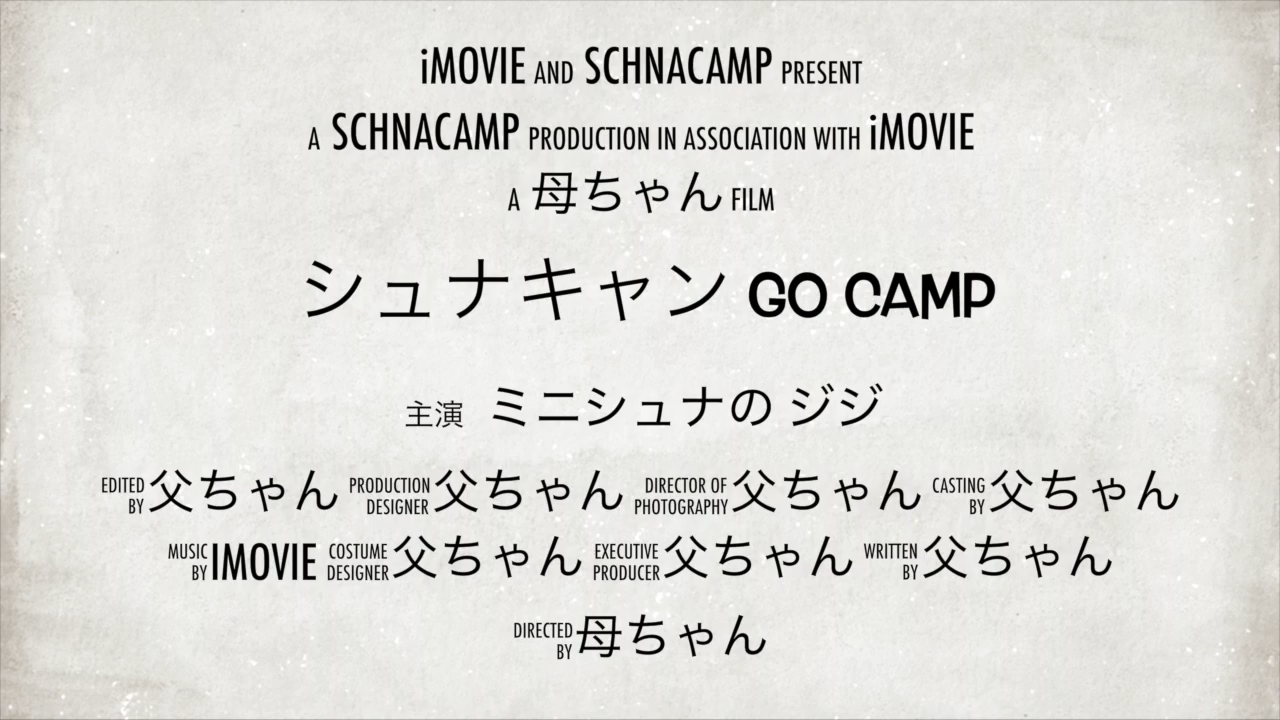 iMOVIE AND SCHNACAMP PRESENT
A SCHNACAMP PRODUCTION IN ASSOCIATION WITH iMOVIE
A 母ちゃん FILM
シュナキャン GO CAMP
主演 ミニシュナの ジジ
EDITED BY 父ちゃん PRODUCTION DESIGNER 父ちゃん DIRECTOR OF PHOTOGRAPHY 父ちゃん CASTING BY 父ちゃん
MUSIC BY IMOVIE COSTUME DESIGNER 父ちゃん EXECUTIVE PRODUCER 父ちゃん WRITTEN BY 父ちゃん
DIRECTED BY 母ちゃん